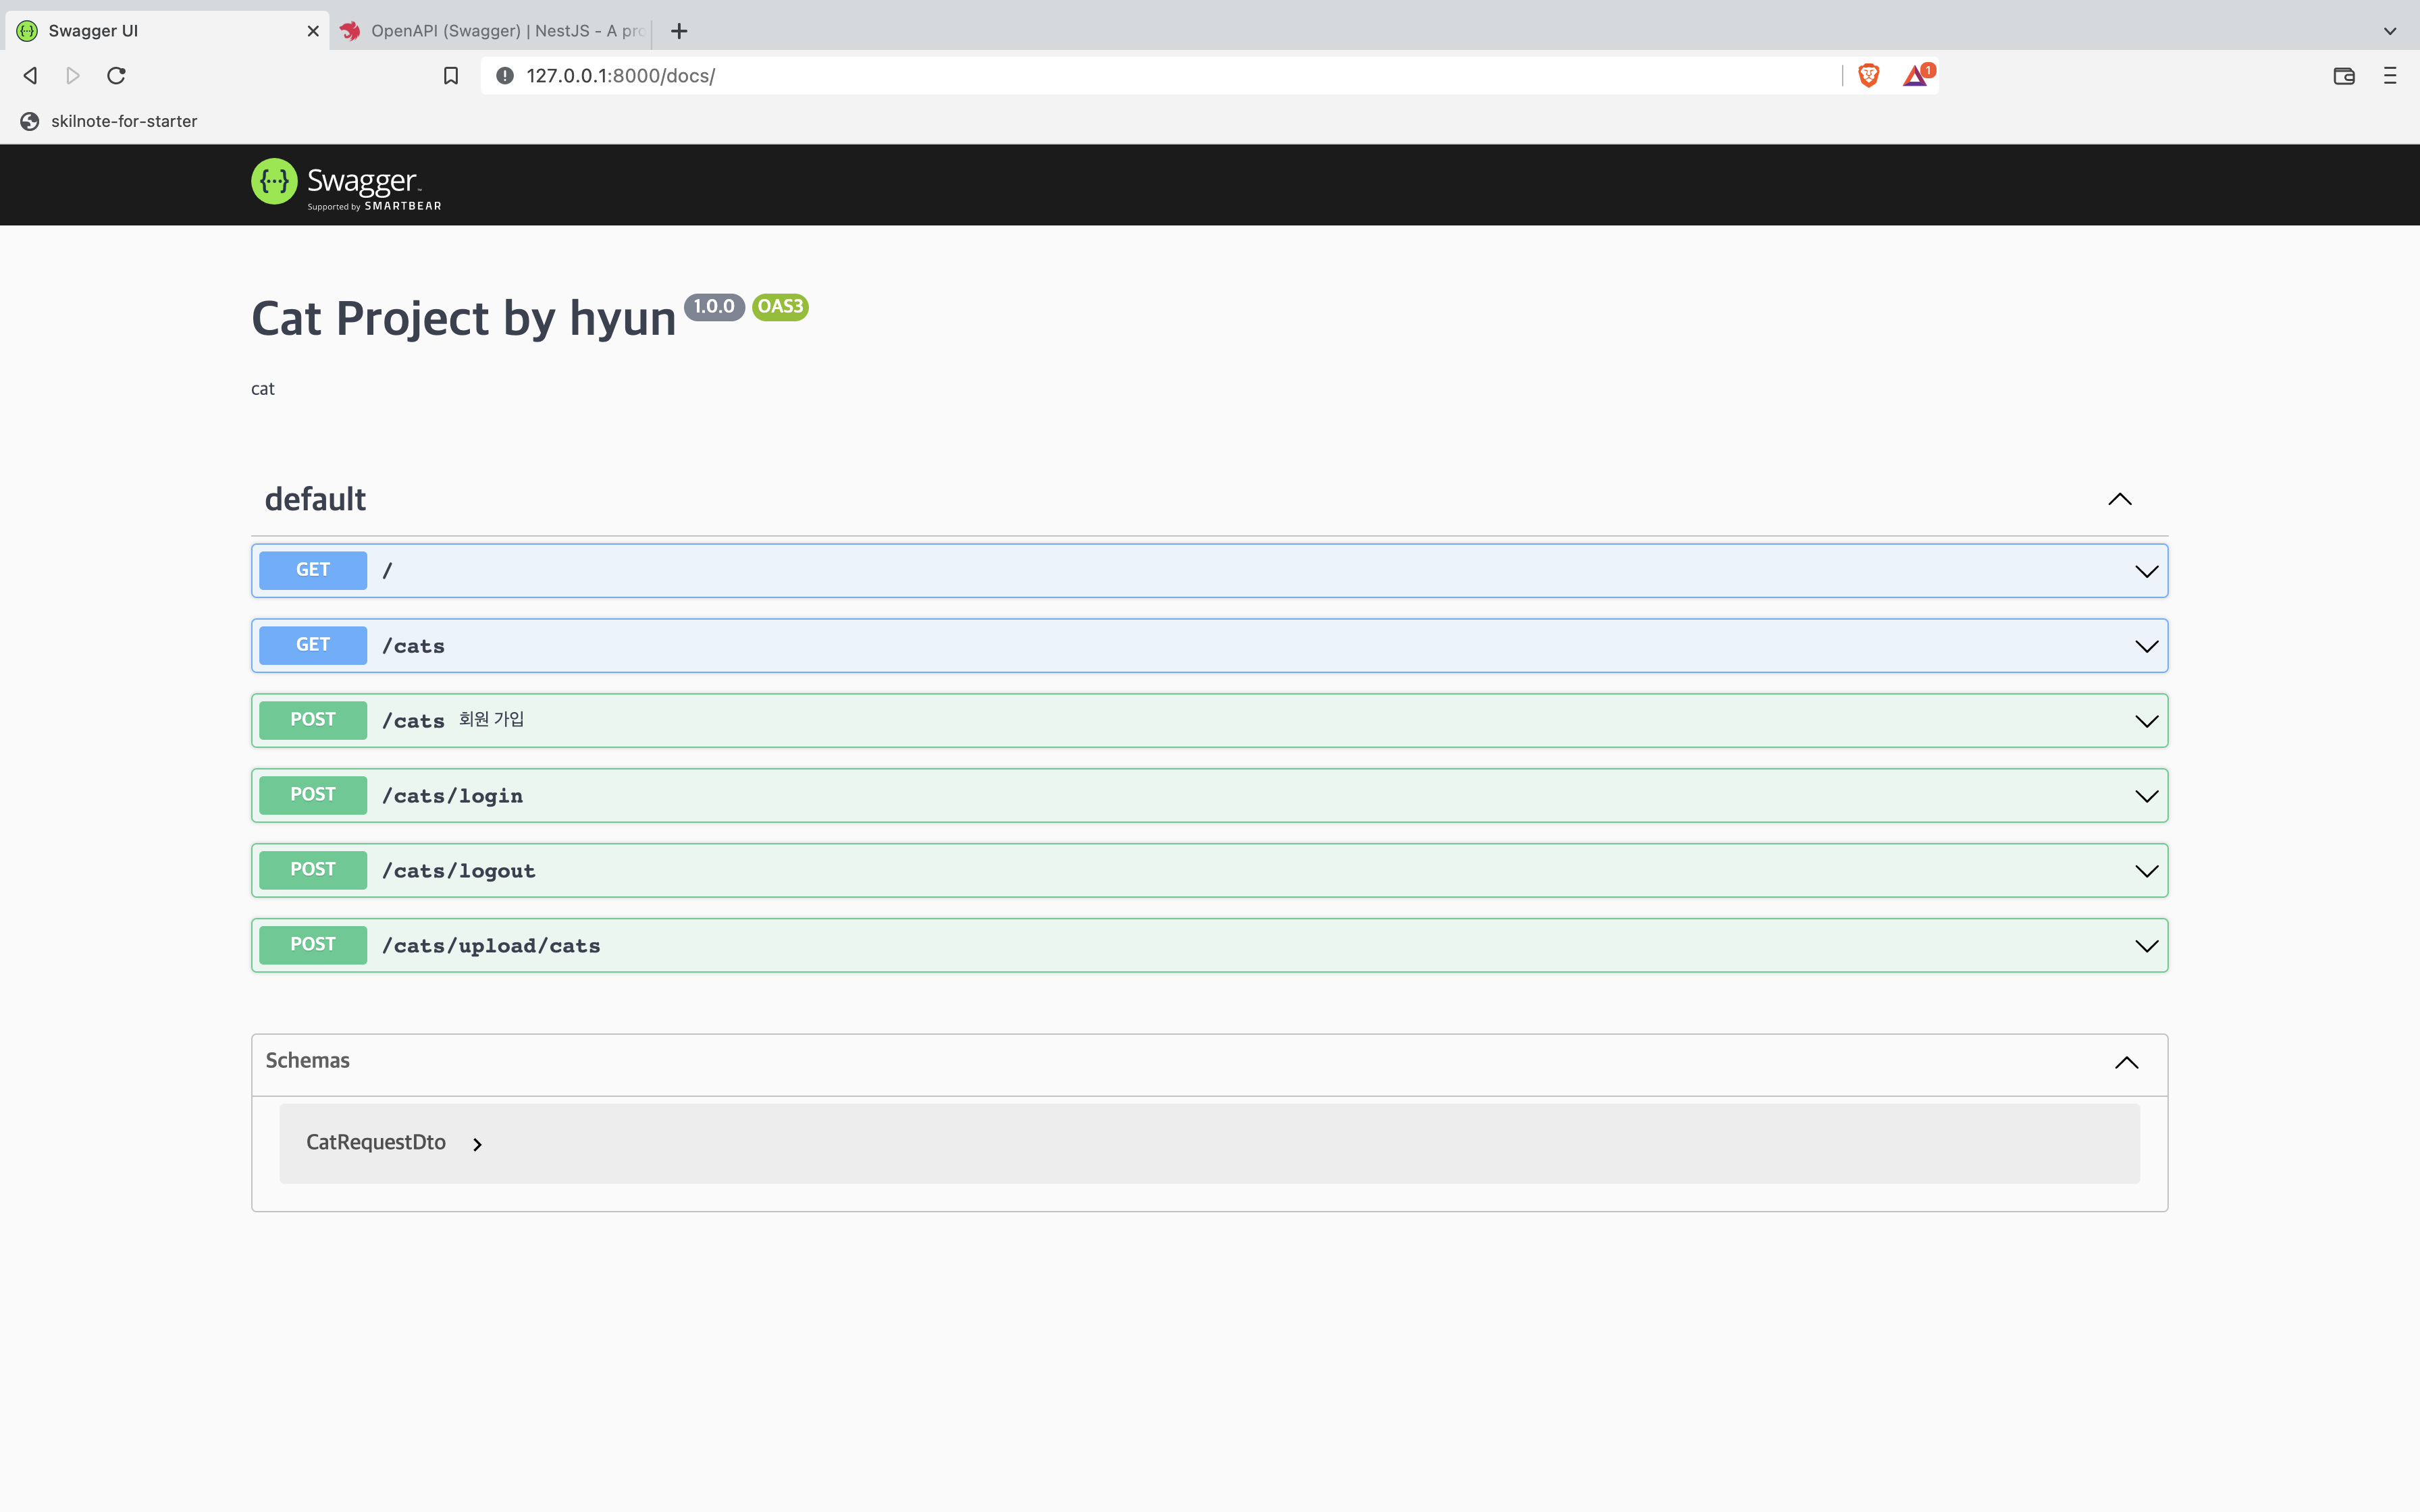 Swagger UI
OpenAPI (Swagger) | NestJS - A pro
127.0.0.1:8000/docs/
1
skilnote-for-starter
Swagger
Supported by SMARTBEAR
Cat Project by hyun 1.0.0 OAS3
cat
default
GET /
GET /cats
POST /cats 회원 가입
POST /cats/login
POST /cats/logout
POST /cats/upload/cats
Schemas
CatRequestDto